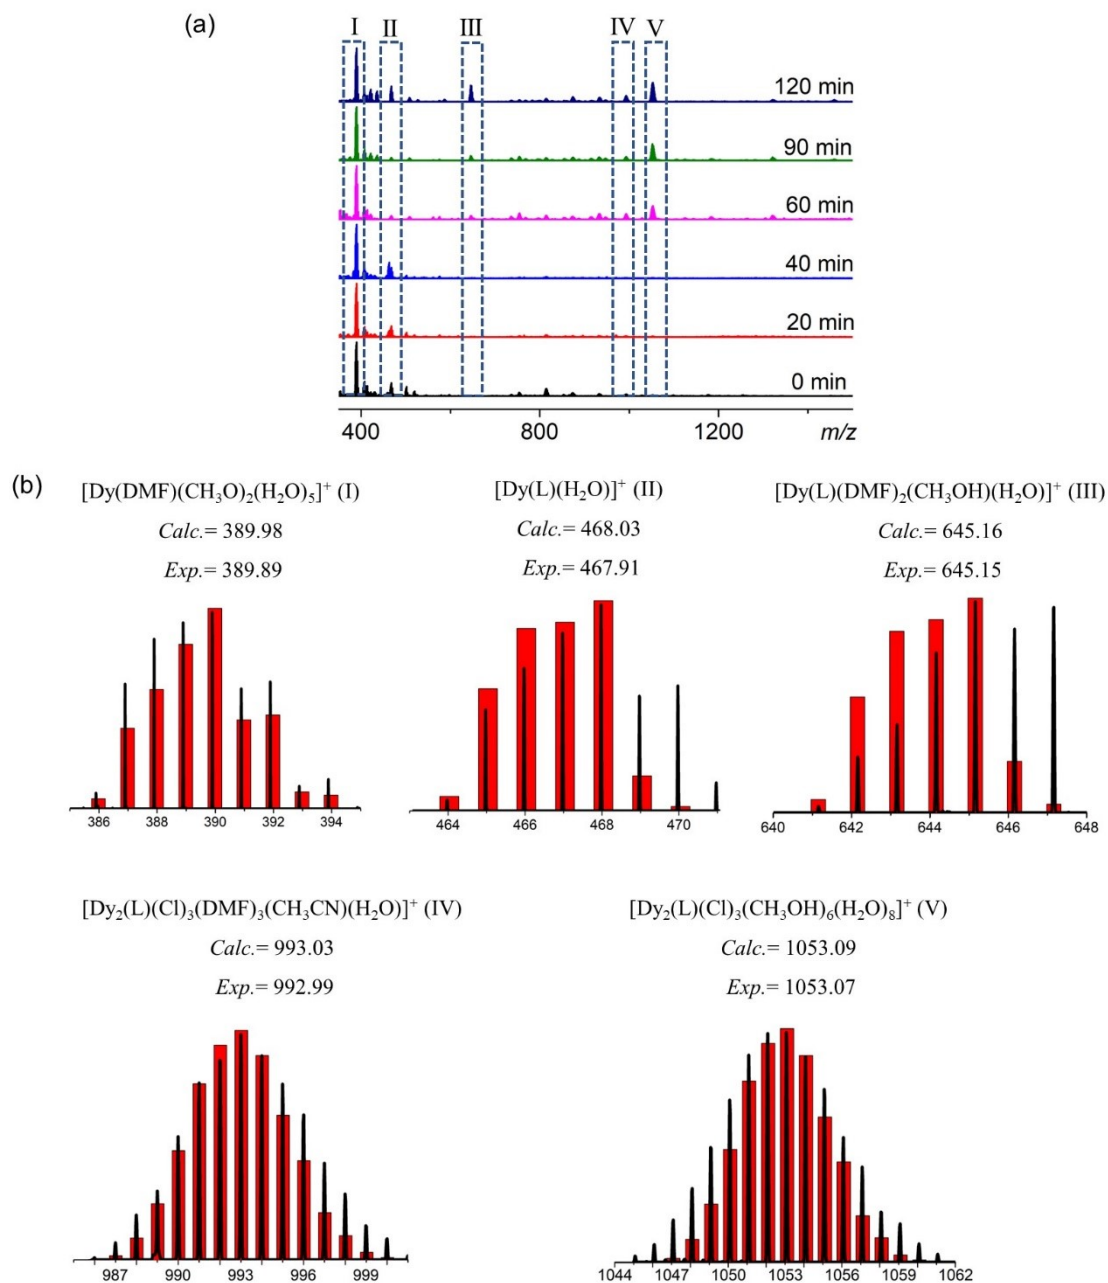 (a)
I II III IV V
120 min
90 min
60 min
40 min
20 min
0 min
400 800 1200 m/z
(b)
[Dy(DMF)(CH₃O)₂(H₂O)₅]⁺ (I)
Calc.= 389.98
Exp.= 389.89
386 388 390 392 394
[Dy(L)(H₂O)]⁺ (II)
Calc.= 468.03
Exp.= 467.91
464 466 468 470
[Dy(L)(DMF)₂(CH₃OH)(H₂O)]⁺ (III)
Calc.= 645.16
Exp.= 645.15
640 642 644 646 648
[Dy₂(L)(Cl)₃(DMF)₃(CH₃CN)(H₂O)]⁺ (IV)
Calc.= 993.03
Exp.= 992.99
987 990 993 996 999
[Dy₂(L)(Cl)₃(CH₃OH)₆(H₂O)₈]⁺ (V)
Calc.= 1053.09
Exp.= 1053.07
1044 1047 1050 1053 1056 1059 1062